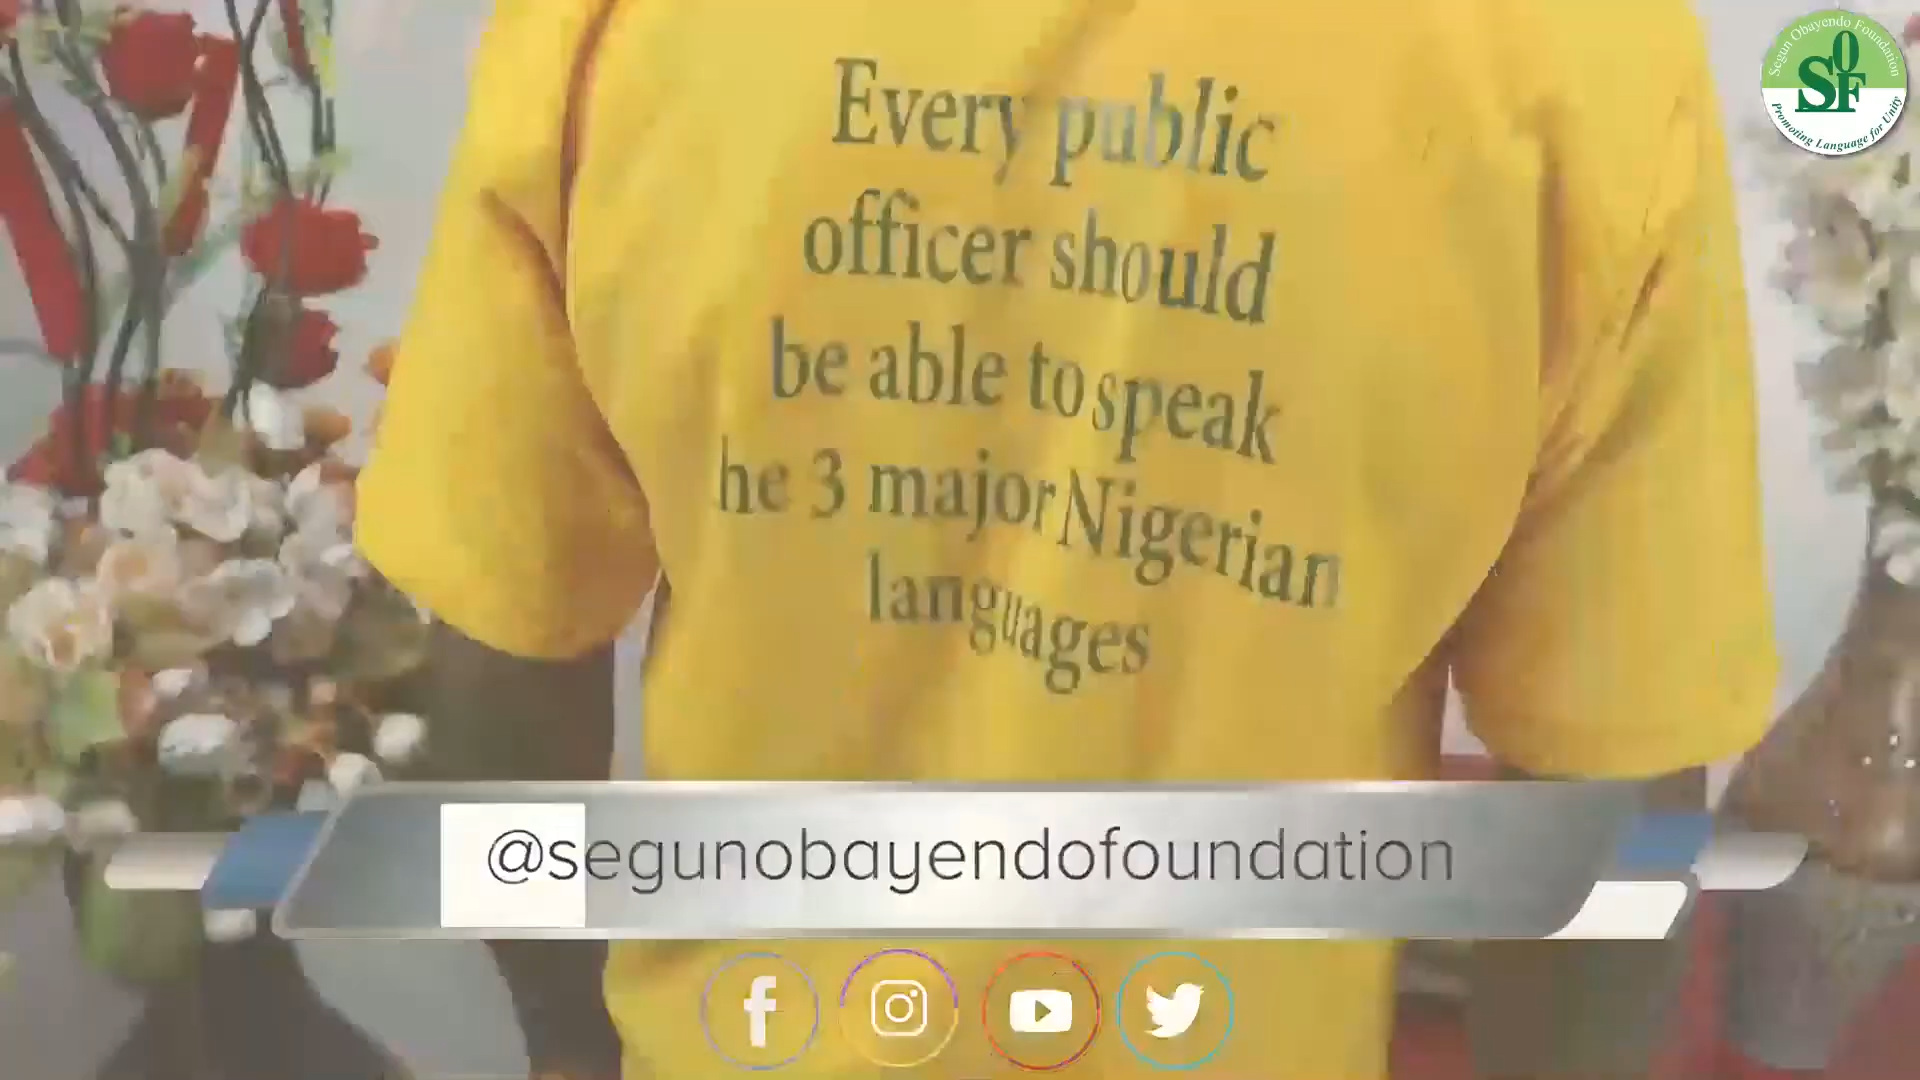 Every public
officer should
be able to speak
he 3 major Nigerian
languages
Segun Obayendo Foundation
SOF
Promoting Language for Unity
@segunobayendofoundation